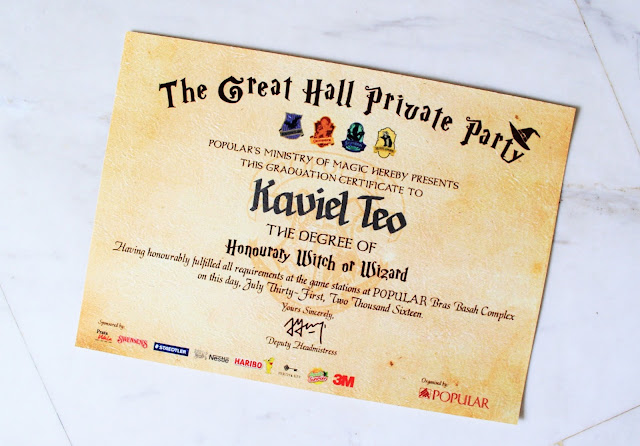 The Great Hall Private Party
POPULAR'S MINISTRY OF MAGIC HEREBY PRESENTS
THIS GRADUATION CERTIFICATE TO
Kaviel Teo
THE DEGREE OF
Honourary Witch or Wizard
Having honourably fulfilled all requirements at the game stations at POPULAR Bras Basah Complex
on this day, July Thirty-First, Two Thousand Sixteen.
Yours Sincerely,
Deputy Headmistress
Sponsored by:
SWENSEN'S
STAEDTLER
Nestle
HARIBO
3M
Organised by:
POPULAR